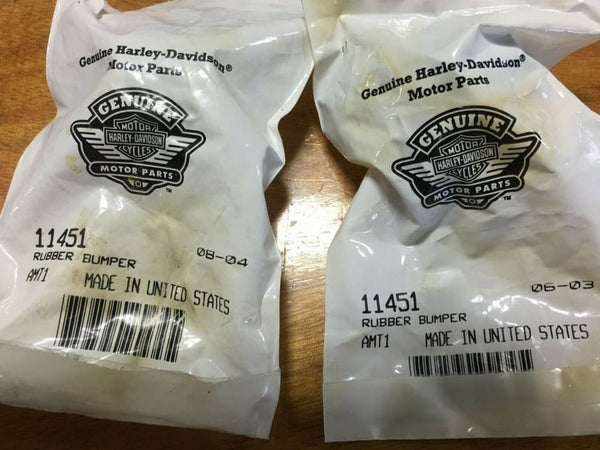 Genuine Harley-Davidson®
Motor Parts
GENUINE
MOTOR
HARLEY-DAVIDSON
CYCLES
MOTOR PARTS
™
11451 08-04
RUBBER BUMPER
AMT1 MADE IN UNITED STATES
Genuine Harley-Davidson®
Motor Parts
GENUINE
MOTOR
HARLEY-DAVIDSON
CYCLES
MOTOR PARTS
™
11451 06-03
RUBBER BUMPER
AMT1 MADE IN UNITED STATES